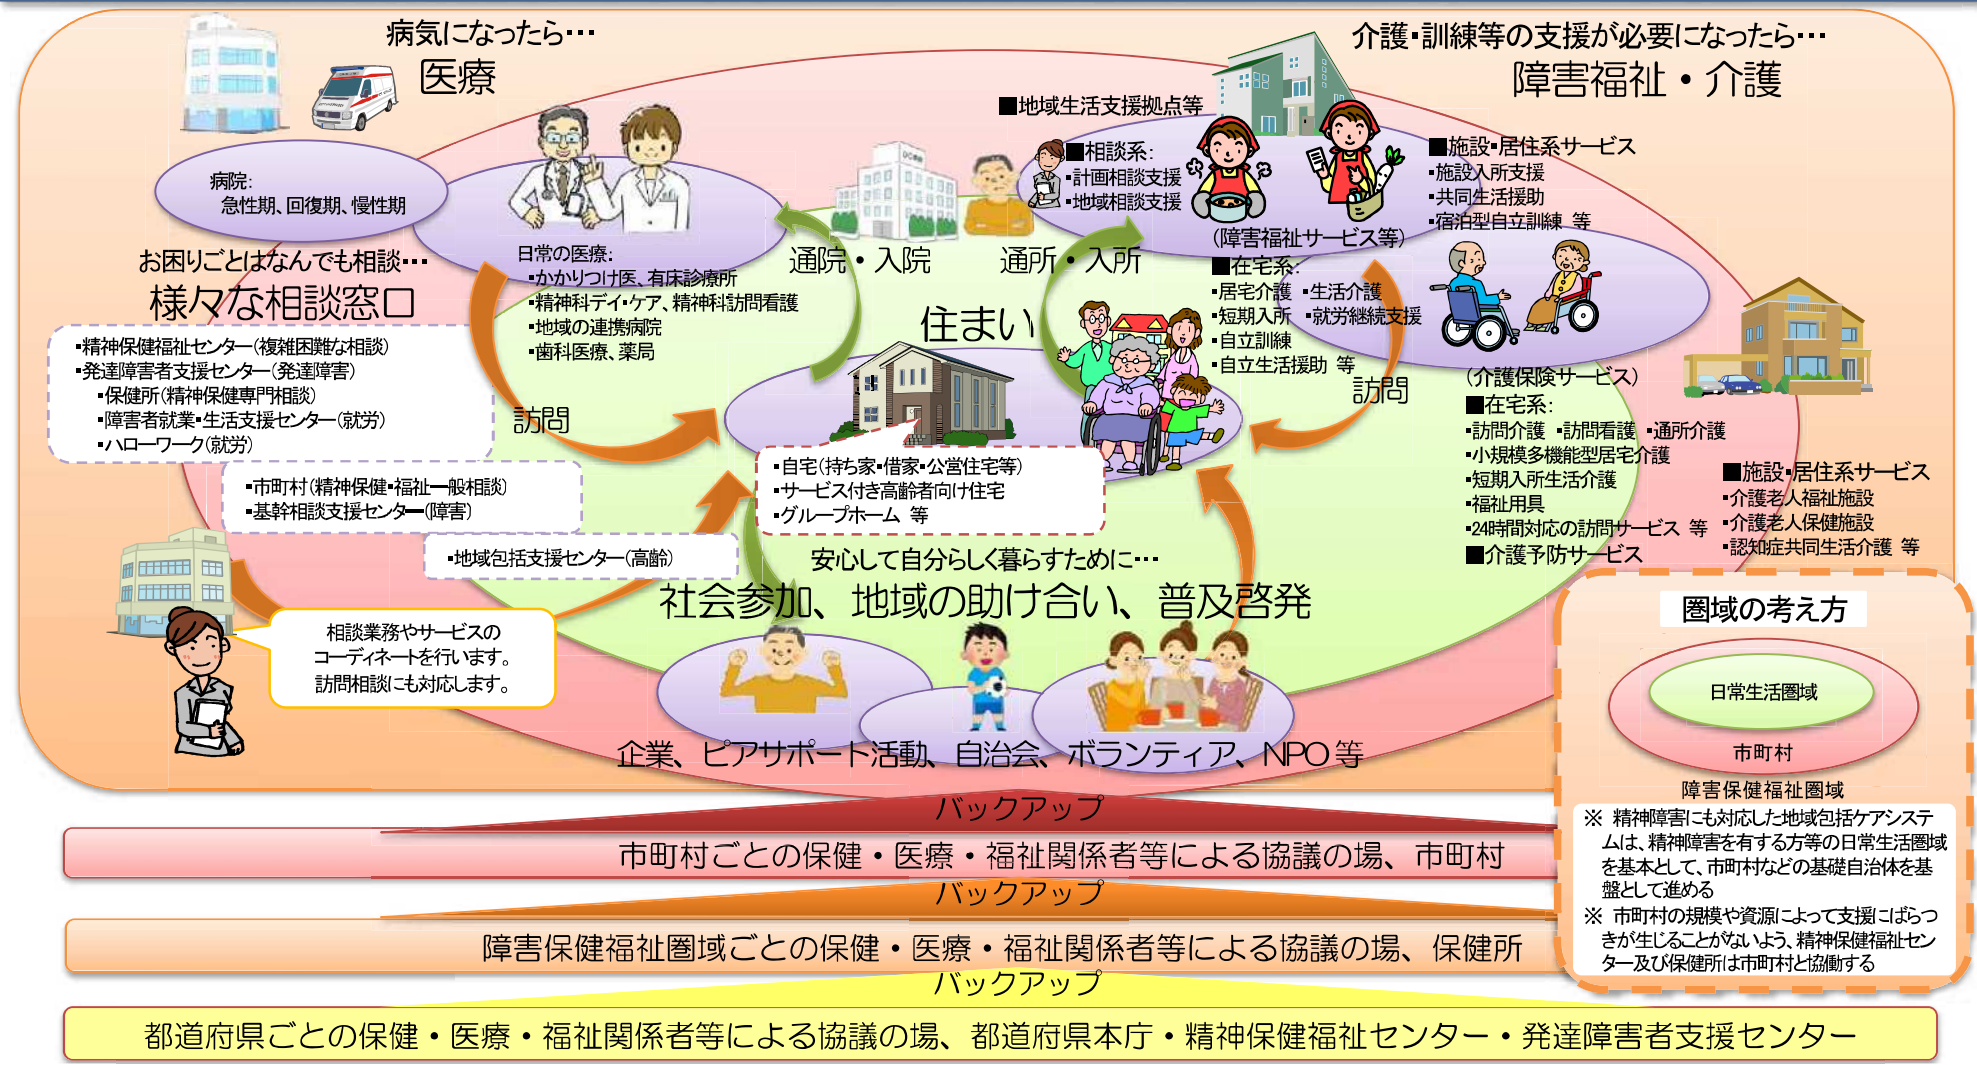 病気になったら…
医療
介護・訓練等の支援が必要になったら…
障害福祉・介護
病院:
急性期、回復期、慢性期
日常の医療:
▪かかりつけ医、有床診療所
▪精神科デイ・ケア、精神科訪問看護
▪地域の連携病院
▪歯科医療、薬局
通院・入院
通所・入所
■地域生活支援拠点等
■相談系:
▪計画相談支援
▪地域相談支援
■施設・居住系サービス
▪施設入所支援
▪共同生活援助
▪宿泊型自立訓練 等
(障害福祉サービス等)
■在宅系:
▪居宅介護 ▪生活介護
▪短期入所 ▪就労継続支援
▪自立訓練
▪自立生活援助 等
訪問
(介護保険サービス)
■在宅系:
▪訪問介護 ▪訪問看護 ▪通所介護
▪小規模多機能型居宅介護
▪短期入所生活介護
▪福祉用具
▪24時間対応の訪問サービス 等
■介護予防サービス
■施設・居住系サービス
▪介護老人福祉施設
▪介護老人保健施設
▪認知症共同生活介護 等
お困りごとはなんでも相談…
様々な相談窓口
▪精神保健福祉センター(複雑困難な相談)
▪発達障害者支援センター(発達障害)
▪保健所(精神保健専門相談)
▪障害者就業・生活支援センター(就労)
▪ハローワーク(就労)
▪市町村(精神保健・福祉一般相談)
▪基幹相談支援センター(障害)
▪地域包括支援センター(高齢)
訪問
住まい
▪自宅(持ち家・借家・公営住宅等)
▪サービス付き高齢者向け住宅
▪グループホーム 等
相談業務やサービスの
コーディネートを行います。
訪問相談にも対応します。
安心して自分らしく暮らすために…
社会参加、地域の助け合い、普及啓発
企業、ピアサポート活動、自治会、ボランティア、NPO 等
圏域の考え方
日常生活圏域
市町村
障害保健福祉圏域
※ 精神障害にも対応した地域包括ケアシステ
ムは、精神障害を有する方等の日常生活圏域
を基本として、市町村などの基礎自治体を基
盤として進める
※ 市町村の規模や資源によって支援にばらつ
きが生じることがないよう、精神保健福祉セン
ター及び保健所は市町村と協働する
バックアップ
市町村ごとの保健・医療・福祉関係者等による協議の場、市町村
バックアップ
障害保健福祉圏域ごとの保健・医療・福祉関係者等による協議の場、保健所
バックアップ
都道府県ごとの保健・医療・福祉関係者等による協議の場、都道府県本庁・精神保健福祉センター・発達障害者支援センター